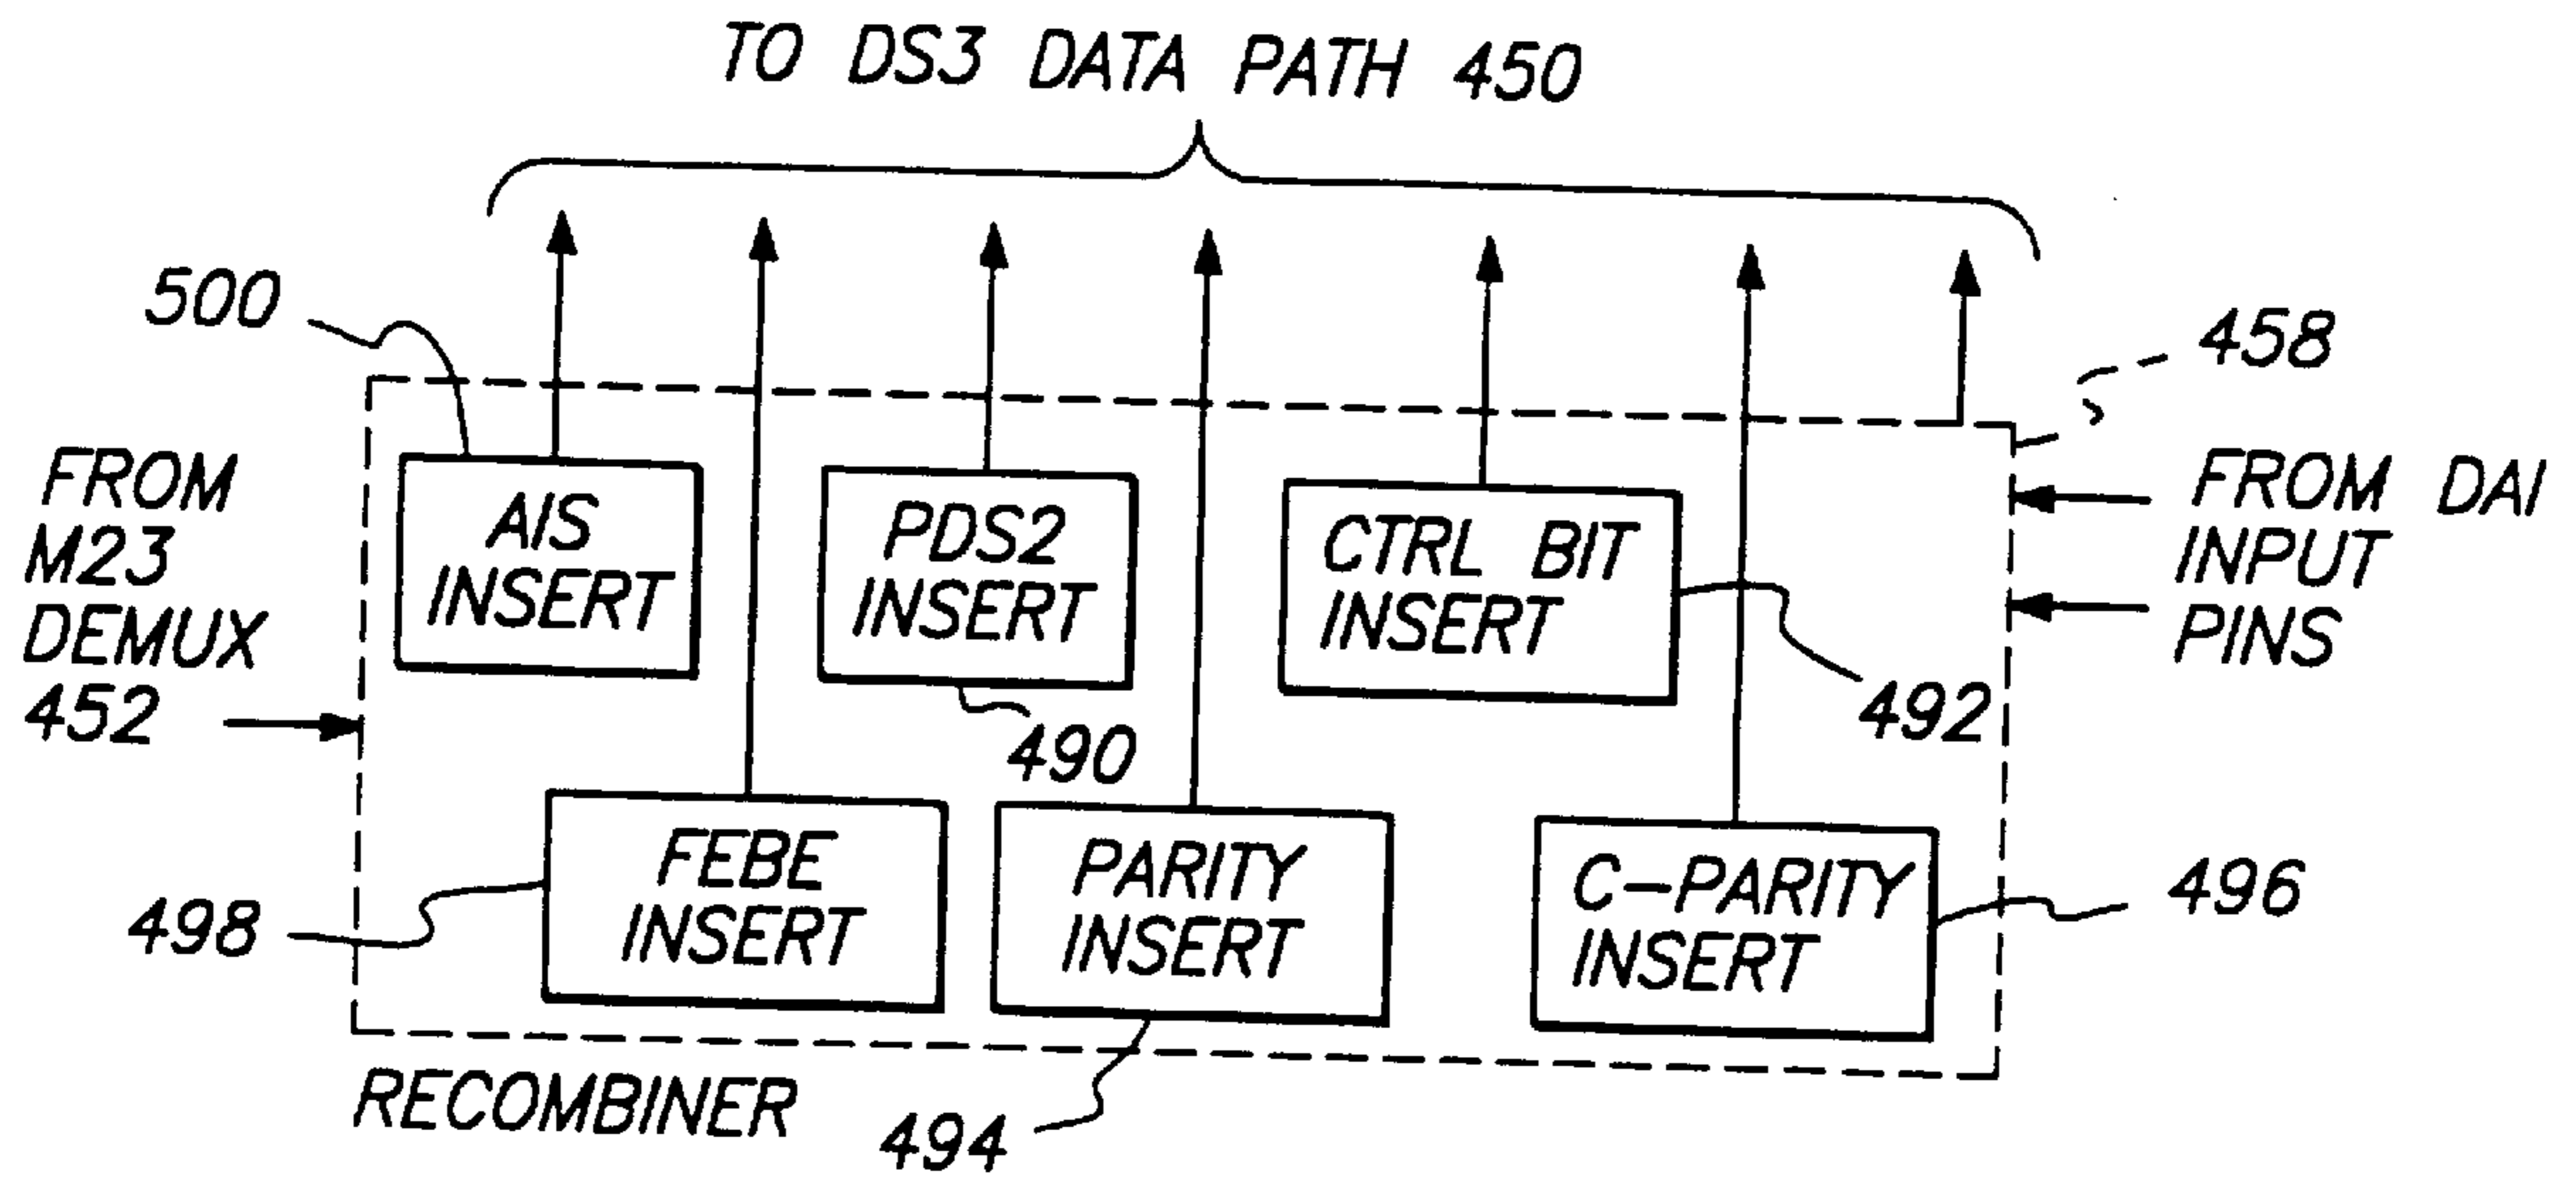 TO DS3 DATA PATH 450
500
458
FROM
M23
DEMUX
452
AIS
INSERT
PDS2
INSERT
490
CTRL BIT
INSERT
492
FROM DAI
INPUT
PINS
498
FEBE
INSERT
PARITY
INSERT
C-PARITY
INSERT
496
RECOMBINER
494